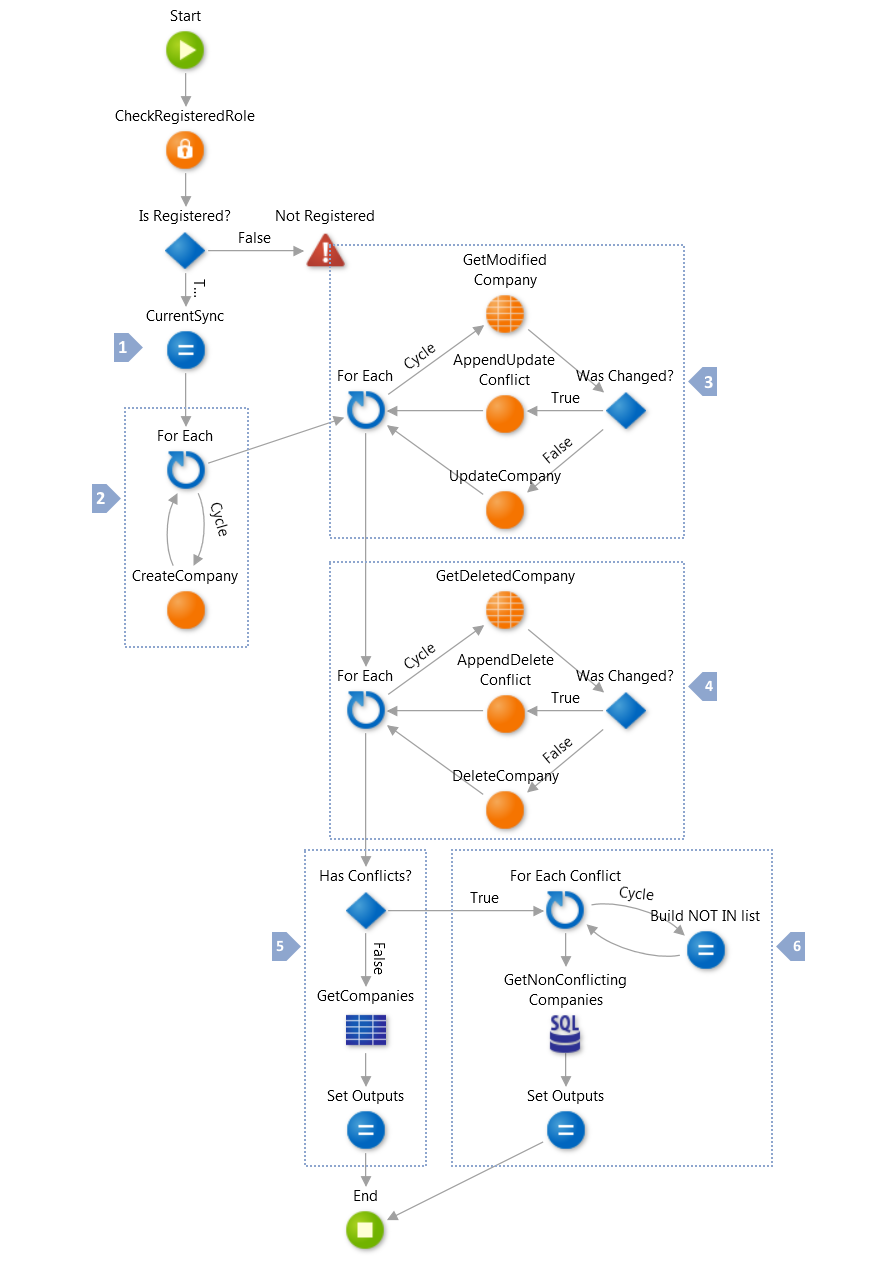 Start
CheckRegisteredRole
Is Registered?
False
Not Registered
T...
CurrentSync
1
For Each
2
Cycle
CreateCompany
GetModified
Company
Cycle
AppendUpdate
Conflict
For Each
Was Changed?
3
True
False
UpdateCompany
GetDeletedCompany
Cycle
AppendDelete
Conflict
For Each
Was Changed?
4
True
False
DeleteCompany
Has Conflicts?
True
5
False
GetCompanies
Set Outputs
For Each Conflict
Cycle
Build NOT IN list
6
GetNonConflicting
Companies
SQL
Set Outputs
End